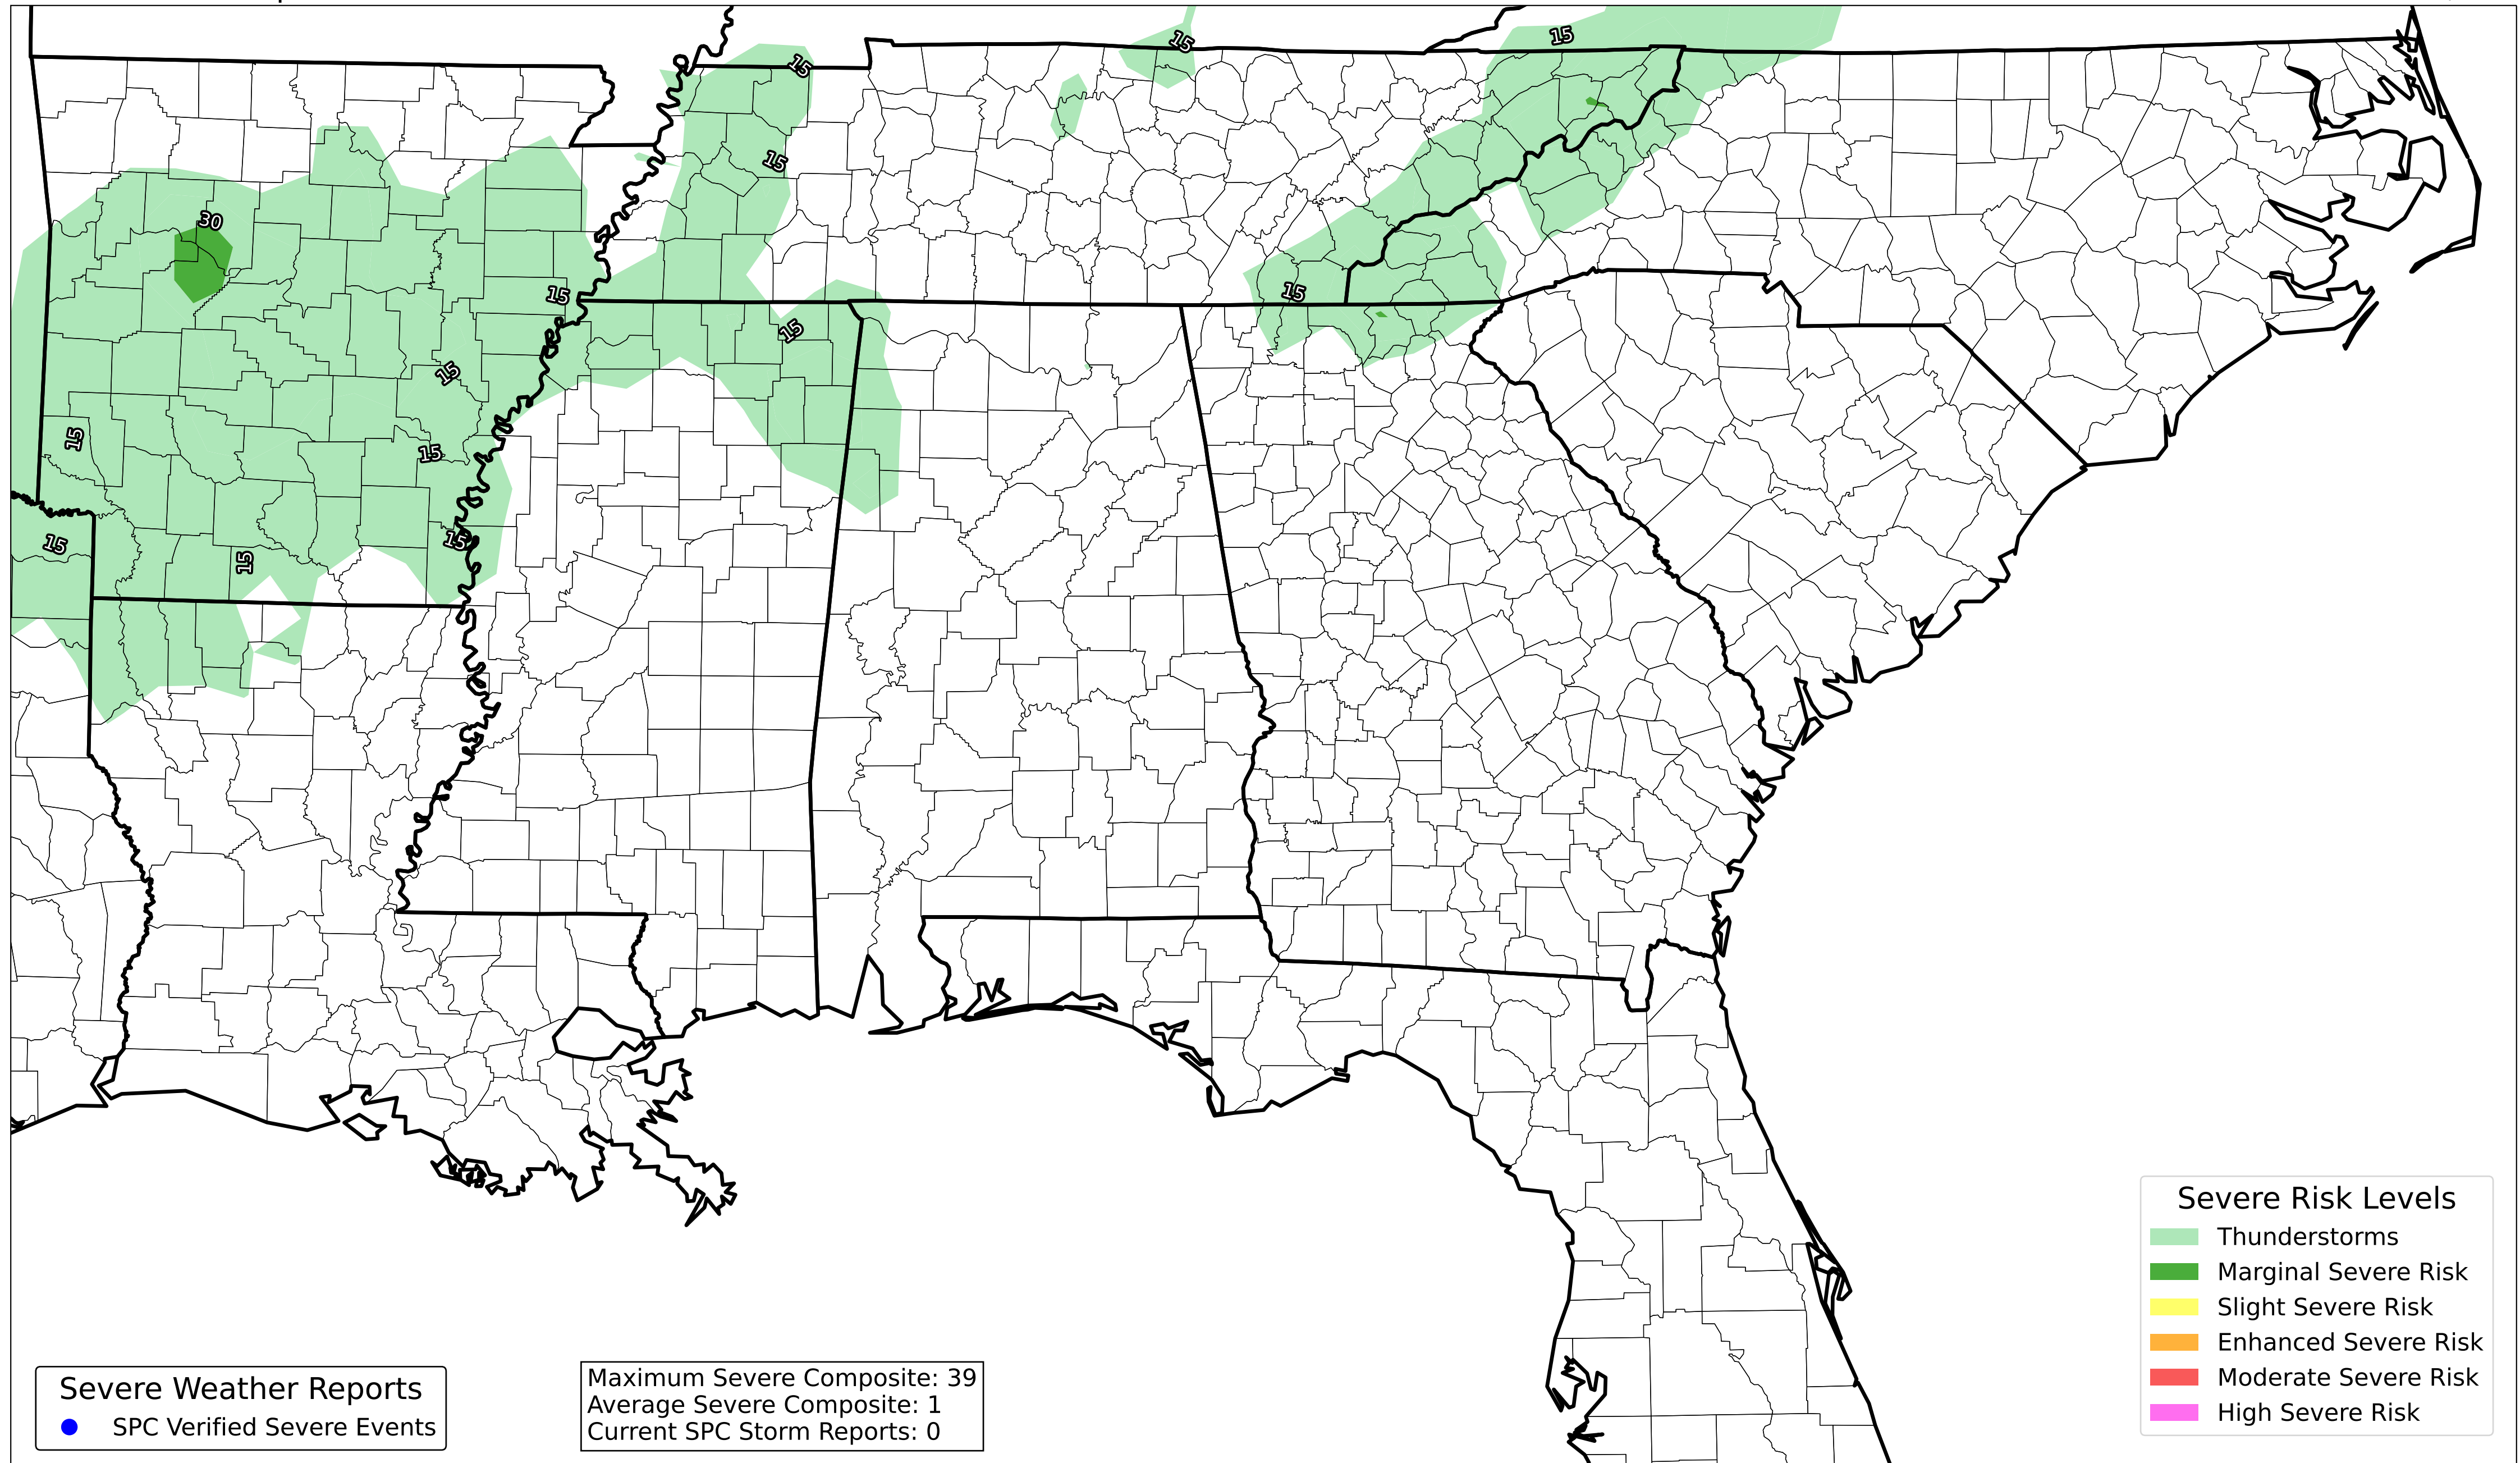 15
15
15
15
30
15
15
15
15
15
15
15
15
15
Severe Risk Levels
Thunderstorms
Marginal Severe Risk
Slight Severe Risk
Enhanced Severe Risk
Moderate Severe Risk
High Severe Risk
Severe Weather Reports
SPC Verified Severe Events
Maximum Severe Composite: 39
Average Severe Composite: 1
Current SPC Storm Reports: 0